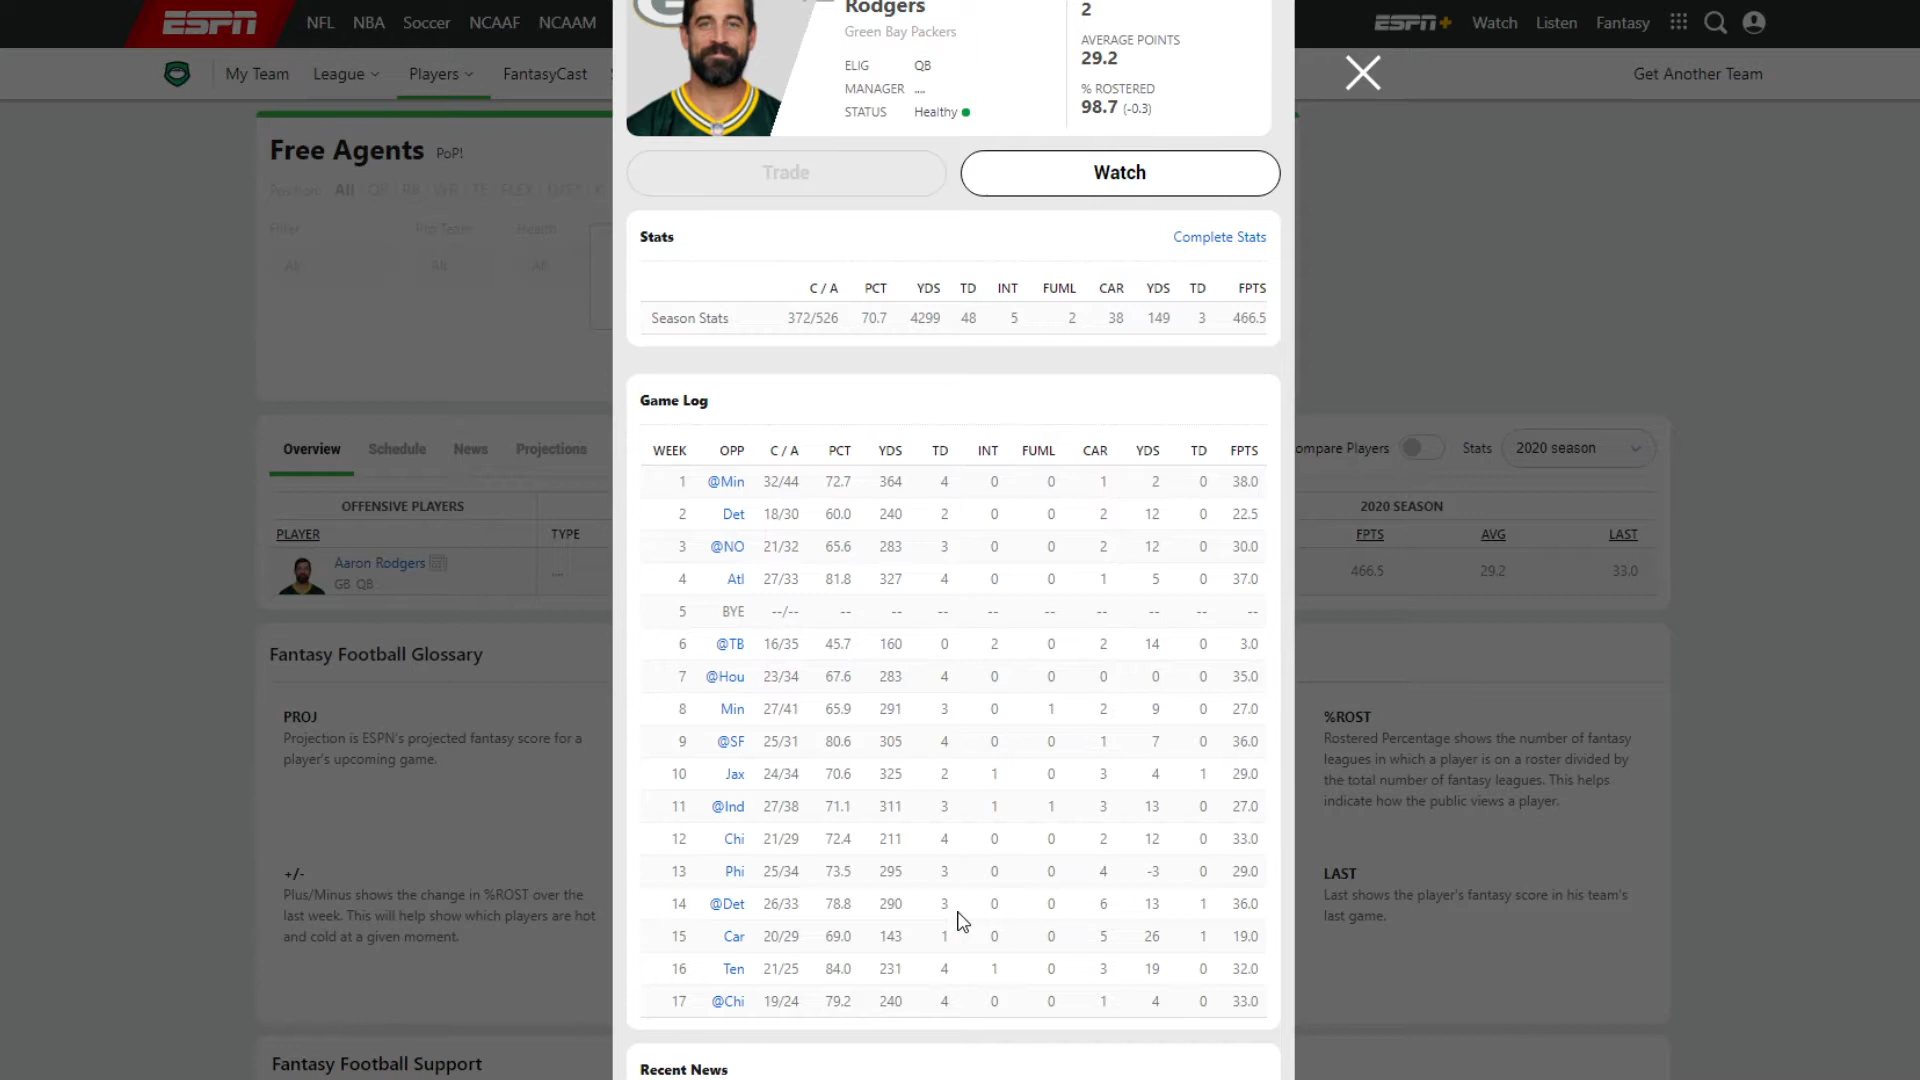 ESPN NFL NBA Soccer NCAAF NCAAM ESPN+ Watch Listen Fantasy
My Team League Players FantasyCast Get Another Team
Rodgers
Green Bay Packers
ELIG QB
MANAGER ....
STATUS Healthy
2
AVERAGE POINTS
29.2
% ROSTERED
98.7 (-0.3)
Trade Watch
Free Agents PoP!
Position: All QB RB WR TE FLEX D/ST K
Filter Pro Team Health
All All All
Stats Complete Stats
C / A PCT YDS TD INT FUML CAR YDS TD FPTS
Season Stats 372/526 70.7 4299 48 5 2 38 149 3 466.5
Game Log
WEEK OPP C / A PCT YDS TD INT FUML CAR YDS TD FPTS
1 @Min 32/44 72.7 364 4 0 0 1 2 0 38.0
2 Det 18/30 60.0 240 2 0 0 2 12 0 22.5
3 @NO 21/32 65.6 283 3 0 0 2 12 0 30.0
4 Atl 27/33 81.8 327 4 0 0 1 5 0 37.0
5 BYE --/-- -- -- -- -- -- -- -- -- --
6 @TB 16/35 45.7 160 0 2 0 2 14 0 3.0
7 @Hou 23/34 67.6 283 4 0 0 0 0 0 35.0
8 Min 27/41 65.9 291 3 0 1 2 9 0 27.0
9 @SF 25/31 80.6 305 4 0 0 1 7 0 36.0
10 Jax 24/34 70.6 325 2 1 0 3 4 1 29.0
11 @Ind 27/38 71.1 311 3 1 1 3 13 0 27.0
12 Chi 21/29 72.4 211 4 0 0 2 12 0 33.0
13 Phi 25/34 73.5 295 3 0 0 4 -3 0 29.0
14 @Det 26/33 78.8 290 3 0 0 6 13 1 36.0
15 Car 20/29 69.0 143 1 0 0 5 26 1 19.0
16 Ten 21/25 84.0 231 4 1 0 3 19 0 32.0
17 @Chi 19/24 79.2 240 4 0 0 1 4 0 33.0
Recent News
Overview Schedule News Projections
ompare Players Stats 2020 season
OFFENSIVE PLAYERS
PLAYER TYPE
Aaron Rodgers
GB QB
....
2020 SEASON
FPTS AVG LAST
466.5 29.2 33.0
Fantasy Football Glossary
PROJ
Projection is ESPN's projected fantasy score for a
player's upcoming game.
+/-
Plus/Minus shows the change in %ROST over the
last week. This will help show which players are hot
and cold at a given moment.
%ROST
Rostered Percentage shows the number of fantasy
leagues in which a player is on a roster divided by
the total number of fantasy leagues. This helps
indicate how the public views a player.
LAST
Last shows the player's fantasy score in his team's
last game.
Fantasy Football Support